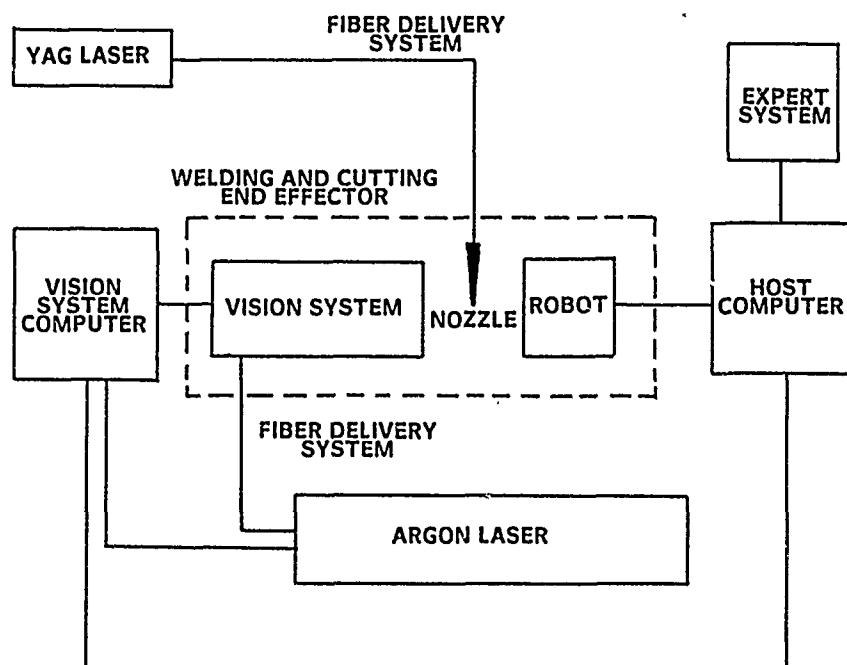 FIBER DELIVERY
SYSTEM
YAG LASER
EXPERT
SYSTEM
WELDING AND CUTTING
END EFFECTOR
VISION
SYSTEM
COMPUTER
VISION SYSTEM
NOZZLE
ROBOT
HOST
COMPUTER
FIBER DELIVERY
SYSTEM
ARGON LASER